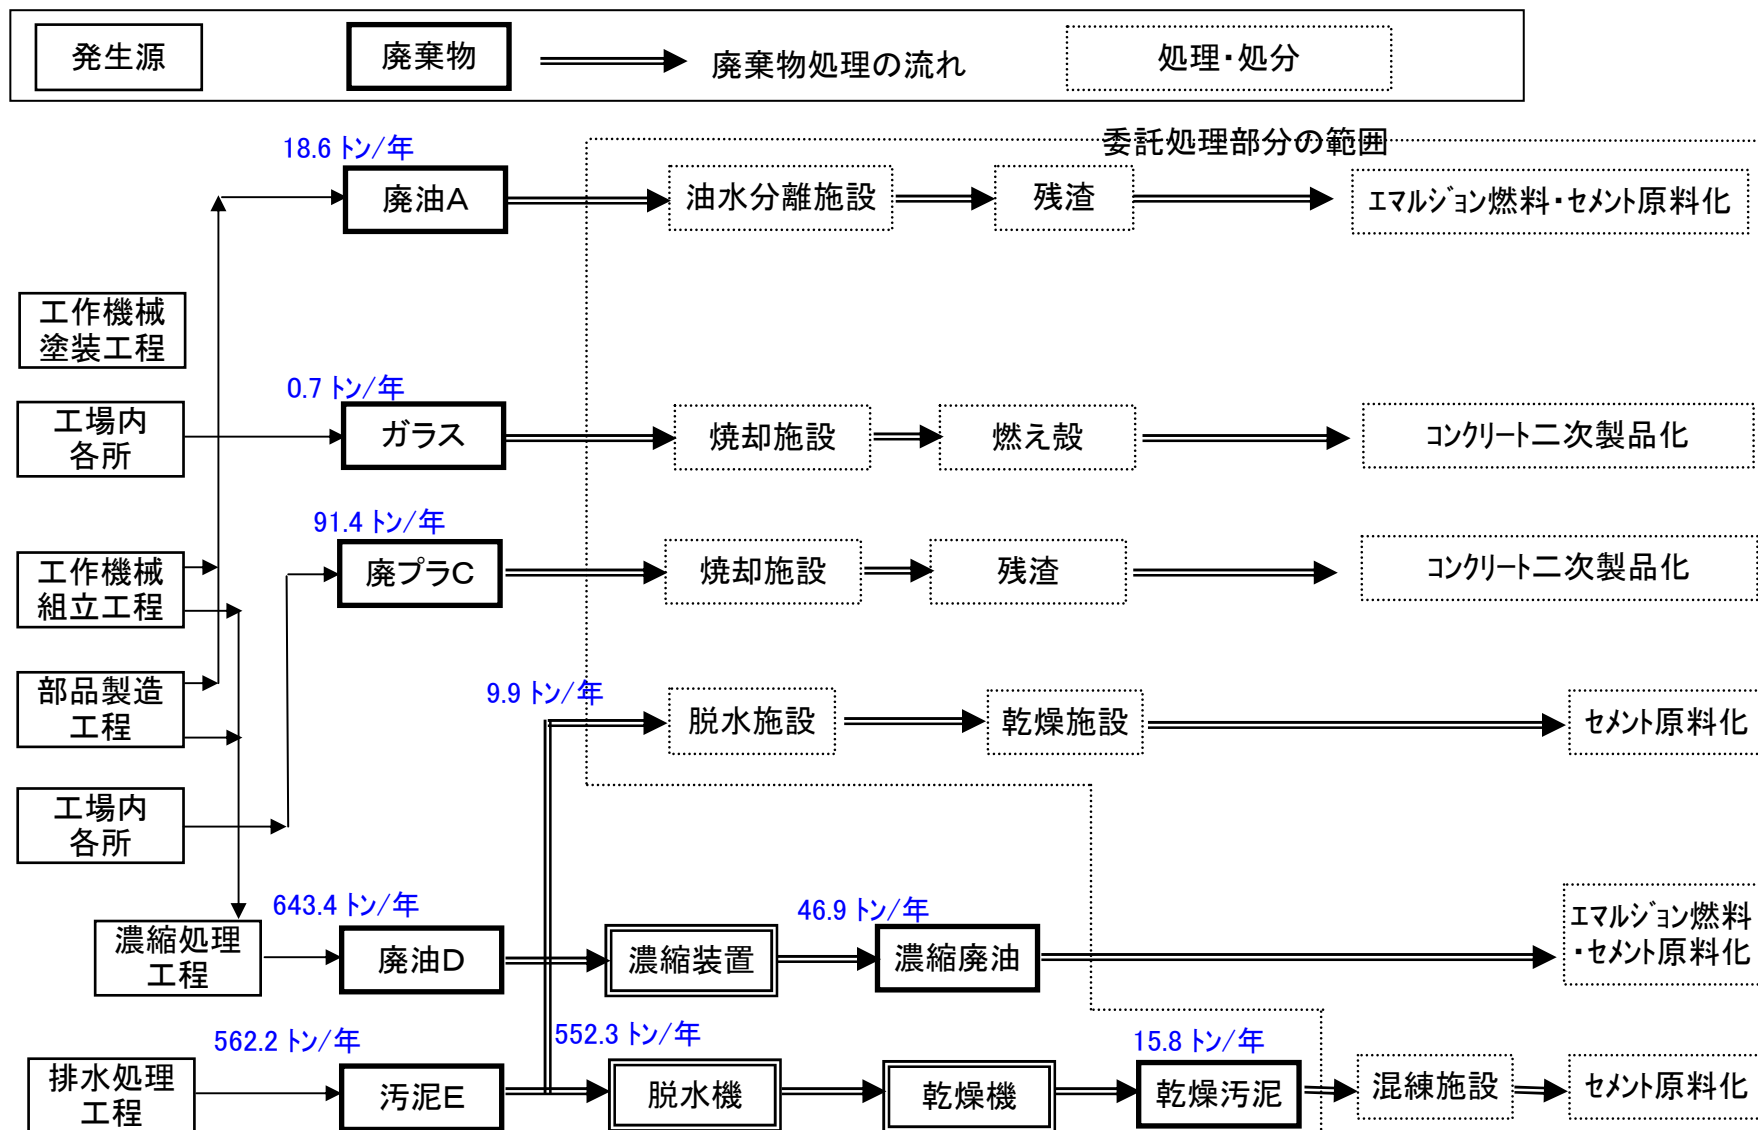 発生源
廃棄物
廃棄物処理の流れ
処理・処分
委託処理部分の範囲
18.6 トン/年
廃油A
油水分離施設
残渣
エマルジョン燃料・セメント原料化
工作機械
塗装工程
0.7 トン/年
工場内
各所
ガラス
焼却施設
燃え殻
コンクリート二次製品化
91.4 トン/年
工作機械
組立工程
廃プラC
焼却施設
残渣
コンクリート二次製品化
部品製造
工程
9.9 トン/年
脱水施設
乾燥施設
セメント原料化
工場内
各所
濃縮処理
工程
643.4 トン/年
廃油D
濃縮装置
46.9 トン/年
濃縮廃油
エマルジョン燃料
・セメント原料化
排水処理
工程
562.2 トン/年
汚泥E
552.3 トン/年
脱水機
乾燥機
15.8 トン/年
乾燥汚泥
混練施設
セメント原料化